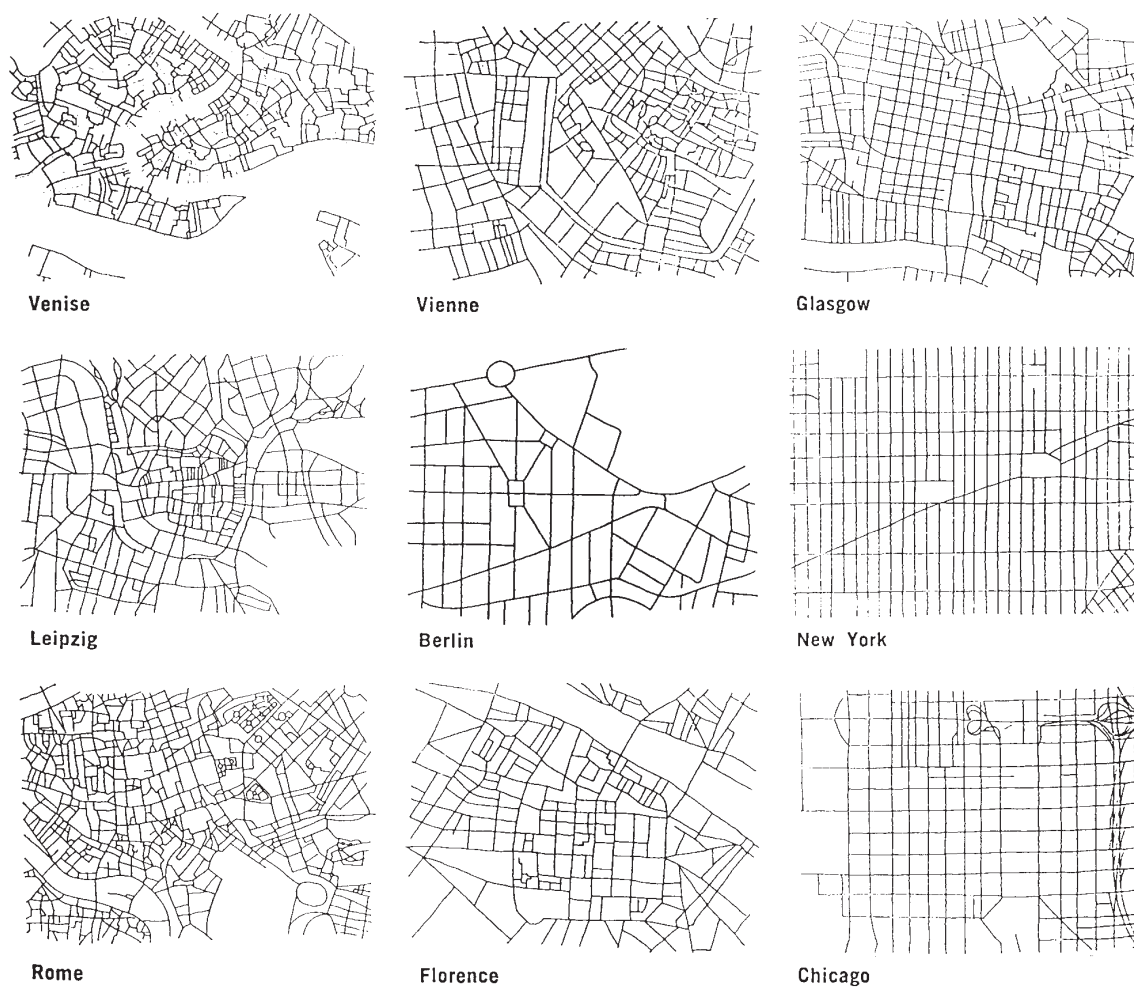 Venise
Vienne
Glasgow
Leipzig
Berlin
New York
Rome
Florence
Chicago